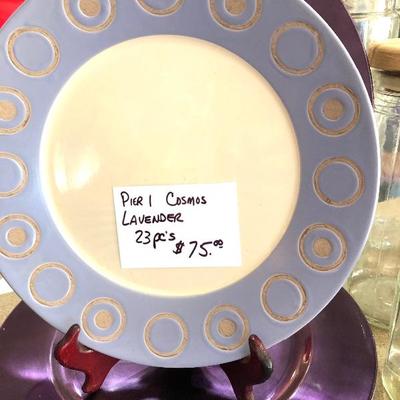 PIER 1 COSMOS
LAVENDER
23 pc's
$75.00